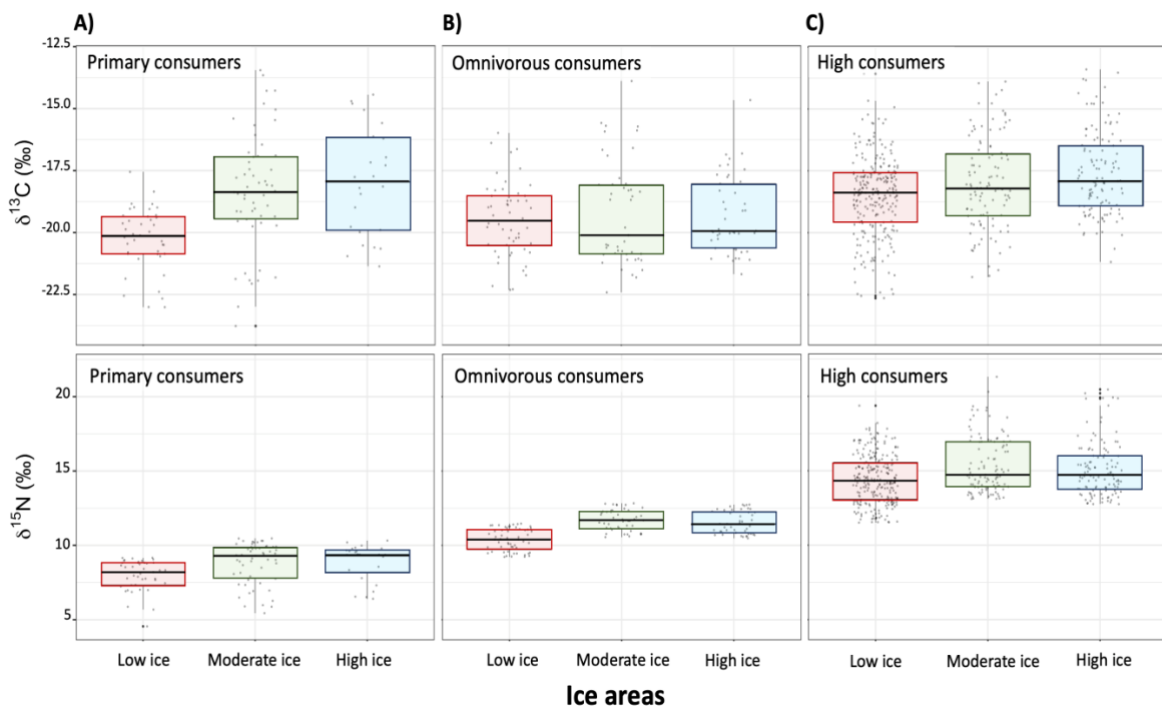 A)
B)
C)
δ¹³C (‰)
-12.5
-15.0
-17.5
-20.0
-22.5
Primary consumers
Omnivorous consumers
High consumers
δ¹⁵N (‰)
20
15
10
5
Primary consumers
Omnivorous consumers
High consumers
Low ice Moderate ice High ice
Low ice Moderate ice High ice
Low ice Moderate ice High ice
Ice areas